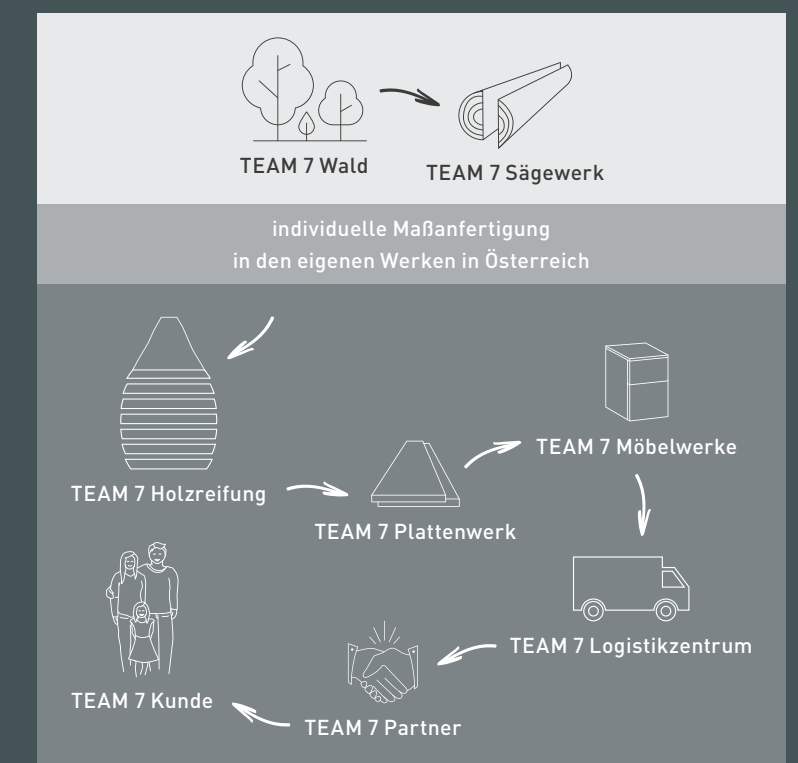 TEAM 7 Wald
TEAM 7 Sägewerk
individuelle Maßanfertigung
in den eigenen Werken in Österreich
TEAM 7 Möbelwerke
TEAM 7 Holzreifung
TEAM 7 Plattenwerk
TEAM 7 Logistikzentrum
TEAM 7 Kunde
TEAM 7 Partner